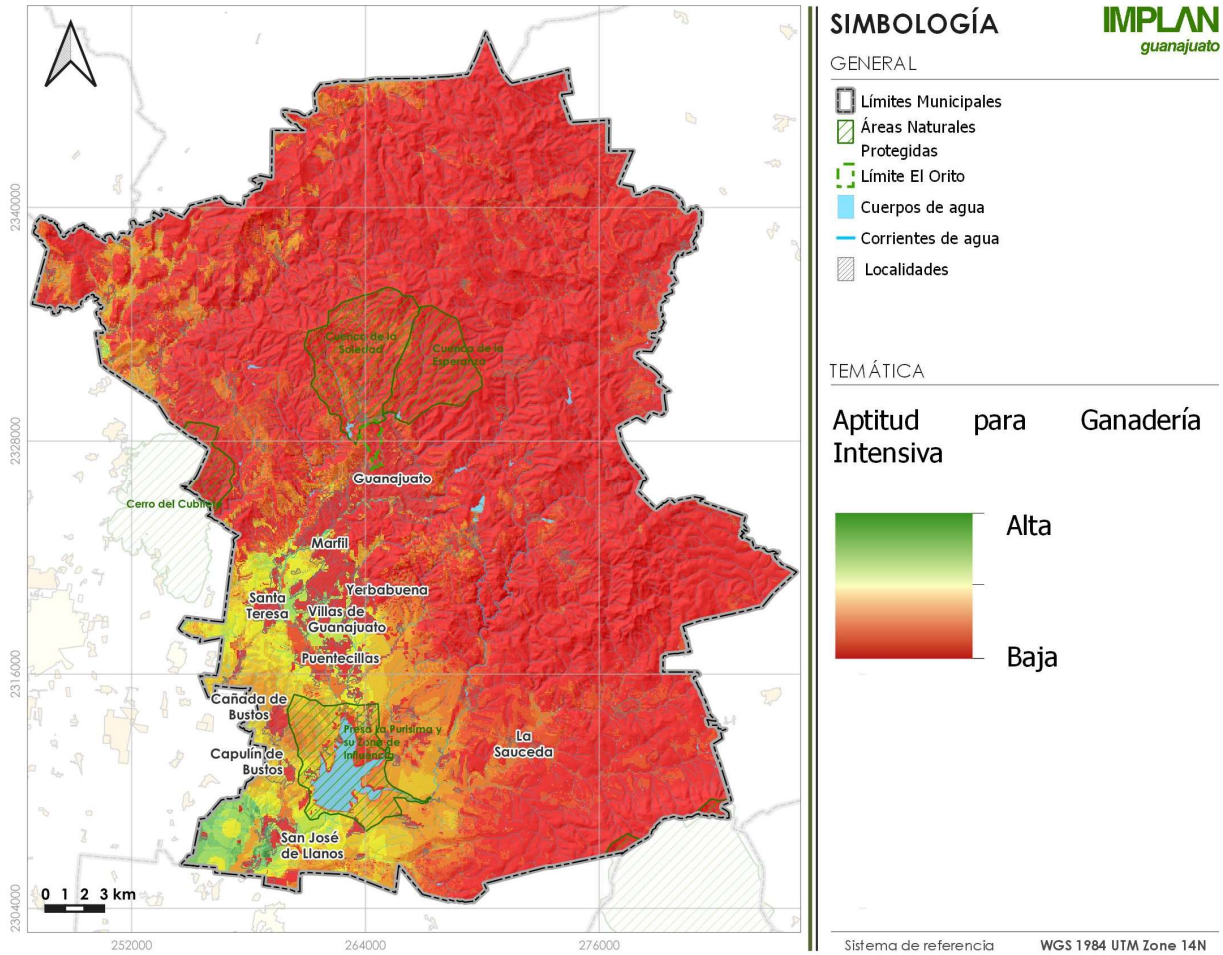 SIMBOLOGÍA
IMPLAN
guanajuato
GENERAL
Límites Municipales
Áreas Naturales
Protegidas
Límite El Orito
Cuerpos de agua
Corrientes de agua
Localidades
TEMÁTICA
Aptitud para Ganadería
Intensiva
Alta
Baja
Sistema de referencia WGS 1984 UTM Zone 14N
2340000
2328000
2316000
2304000
252000
264000
276000
0 1 2 3 km
Cuenca de la
Soledad
Cuenca de la
Esperanza
Guanajuato
Cerro del Cubilete
Marfil
Yerbabuena
Santa
Teresa
Villas de
Guanajuato
Puentecillas
Cañada de
Bustos
Presa La Purisima y
su Zona de
Influencia
La
Sauceda
Capulín de
Bustos
San José
de Llanos